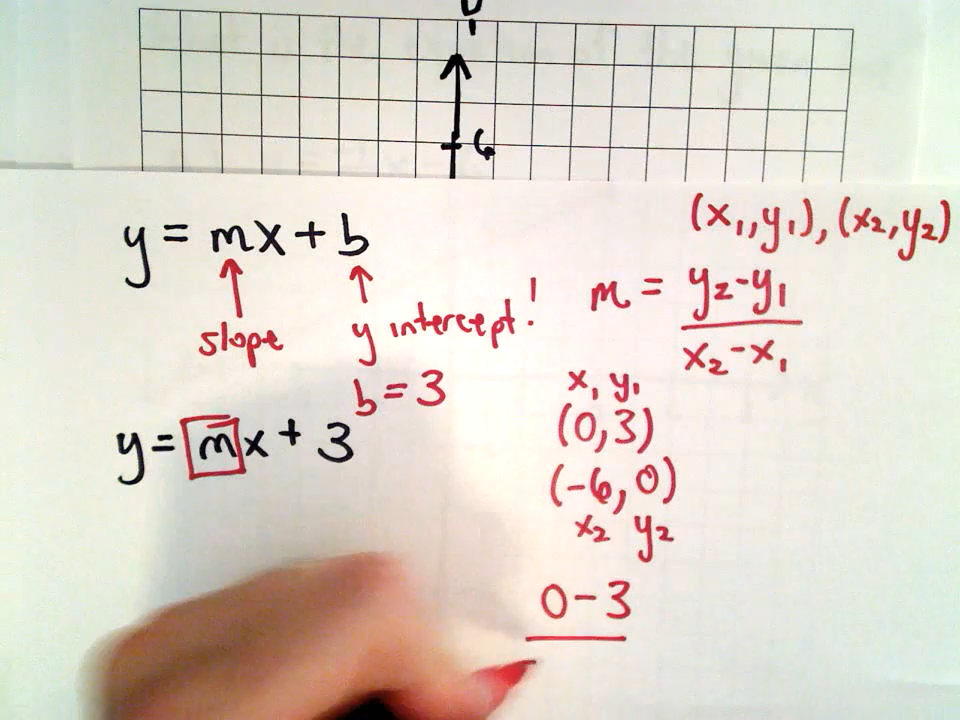 6
y = mx + b
slope
y intercept!
b = 3
y = mx + 3
(x₁,y₁), (x₂,y₂)
m = y₂-y₁
x₂-x₁
x₁ y₁
(0,3)
(-6,0)
x₂ y₂
0-3